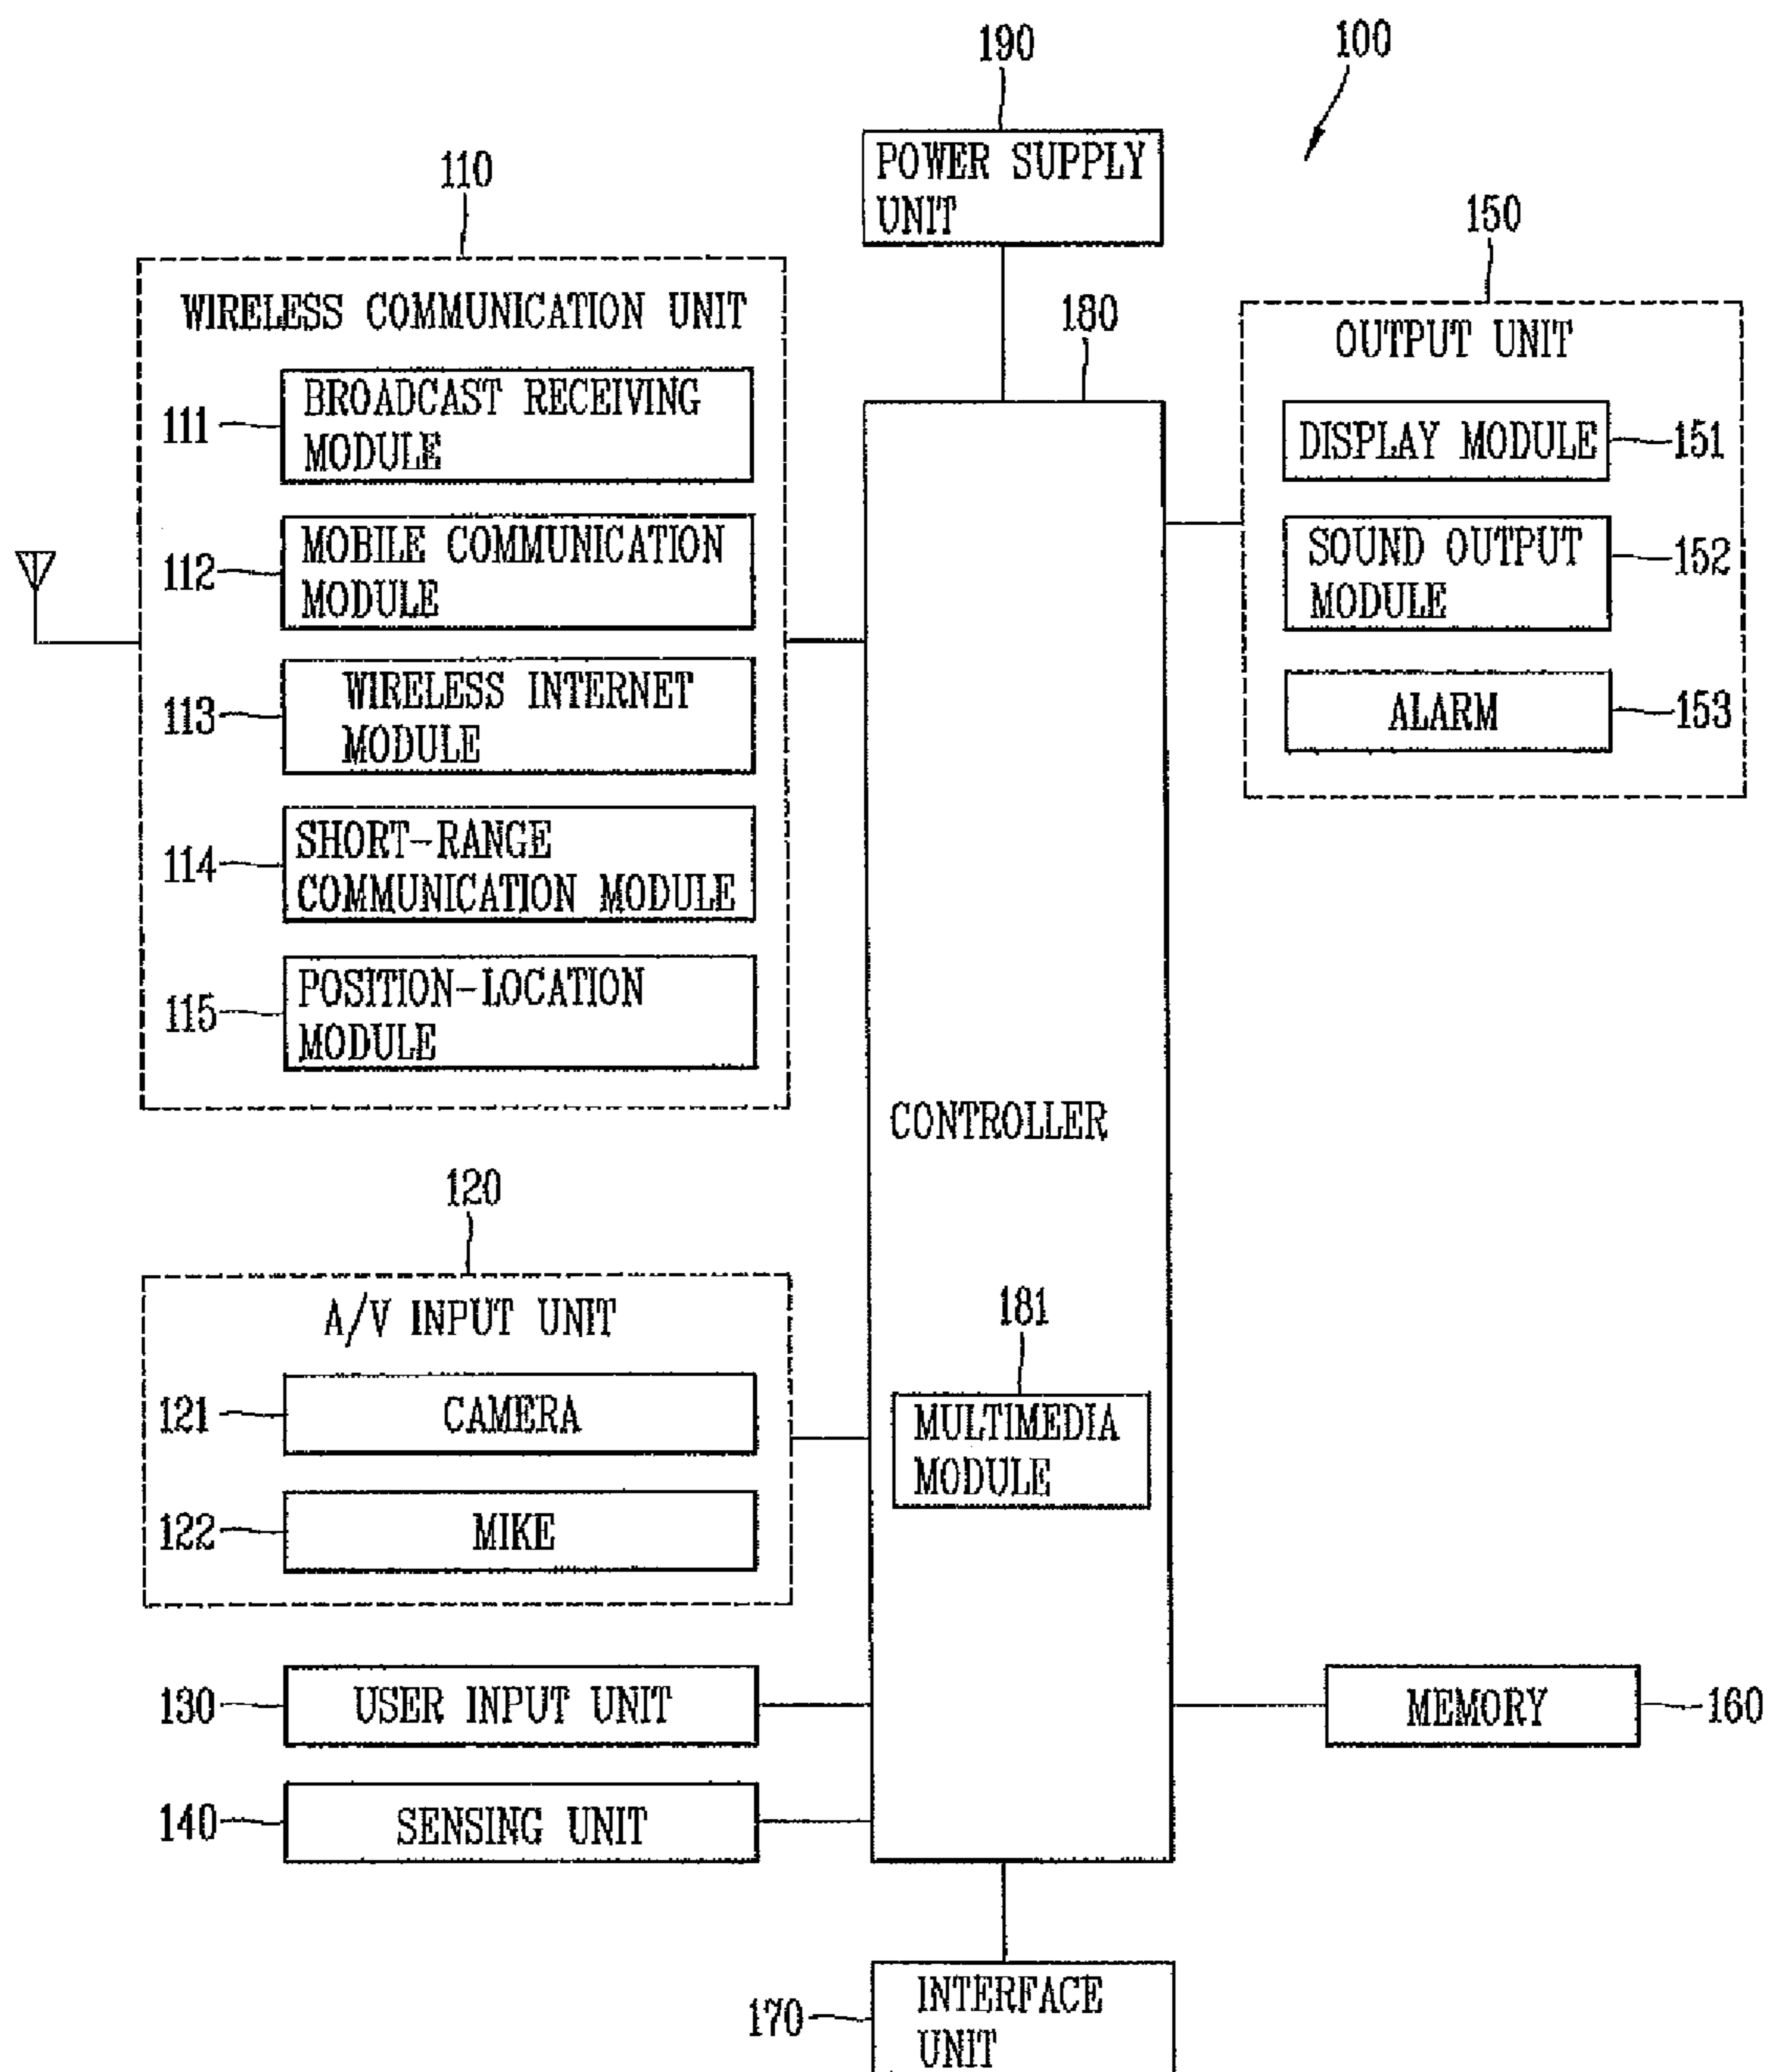 100
190
POWER SUPPLY
UNIT
110
WIRELESS COMMUNICATION UNIT
111
BROADCAST RECEIVING
MODULE
112
MOBILE COMMUNICATION
MODULE
113
WIRELESS INTERNET
MODULE
114
SHORT-RANGE
COMMUNICATION MODULE
115
POSITION-LOCATION
MODULE
150
OUTPUT UNIT
DISPLAY MODULE
151
SOUND OUTPUT
MODULE
152
ALARM
153
180
CONTROLLER
181
MULTIMEDIA
MODULE
120
A/V INPUT UNIT
121
CAMERA
122
MIKE
130
USER INPUT UNIT
140
SENSING UNIT
MEMORY
160
170
INTERFACE
UNIT